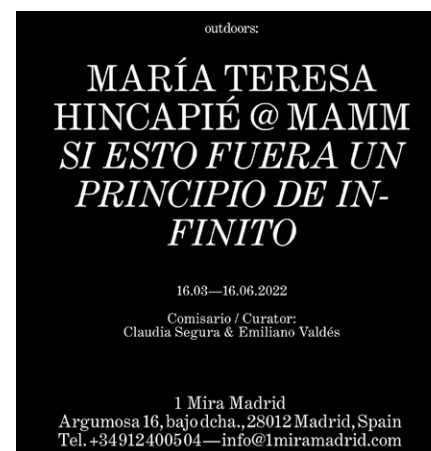 outdoors:
MARÍA TERESA
HINCAPIÉ @ MAMM
SI ESTO FUERA UN
PRINCIPIO DE IN-
FINITO
16.03—16.06.2022
Comisario / Curator:
Claudia Segura & Emiliano Valdés
1 Mira Madrid
Argumosa 16, bajo dcha., 28012 Madrid, Spain
Tel. +34912400504—info@1miramadrid.com